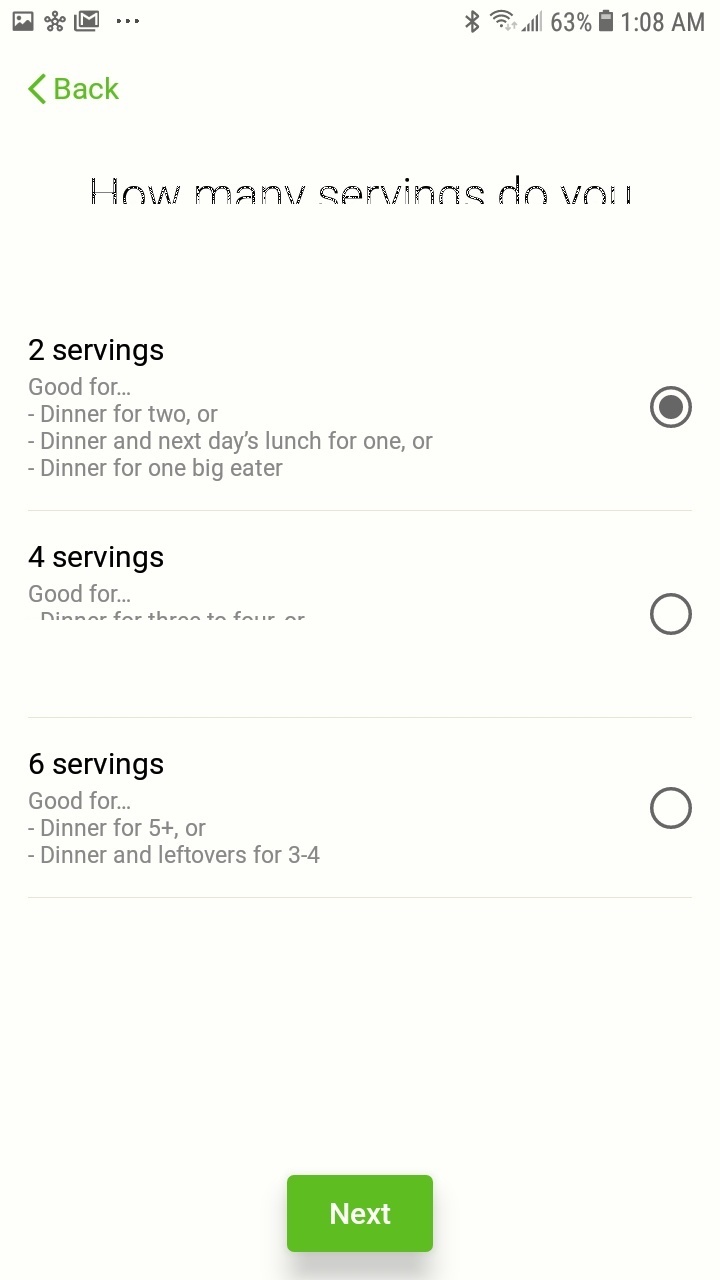 63% 1:08 AM
Back
How many servings do you
2 servings
Good for…
- Dinner for two, or
- Dinner and next day’s lunch for one, or
- Dinner for one big eater
4 servings
Good for…
- Dinner for three to four, or
6 servings
Good for…
- Dinner for 5+, or
- Dinner and leftovers for 3-4
Next